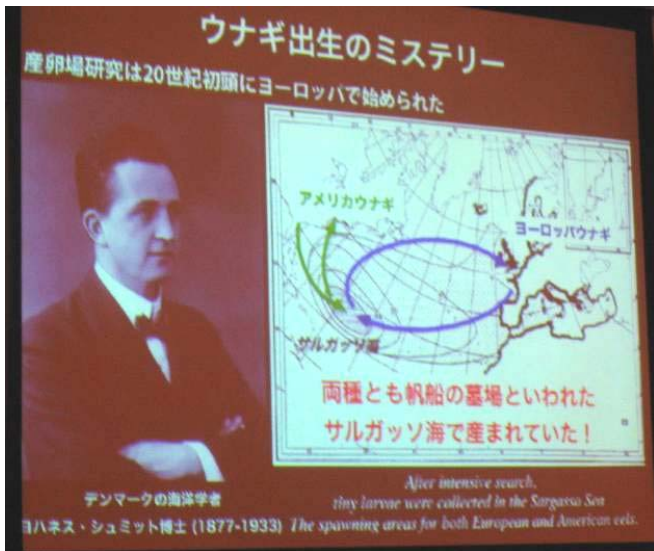 ウナギ出生のミステリー
産卵場研究は20世紀初頭にヨーロッパで始められた
アメリカウナギ
ヨーロッパウナギ
サルガッソ海
両種とも帆船の墓場といわれた
サルガッソ海で産まれていた！
デンマークの海洋学者
ヨハネス・シュミット博士 (1877-1933)
After intensive search,
tiny larvae were collected in the Sargasso Sea
The spawning areas for both European and American eels.